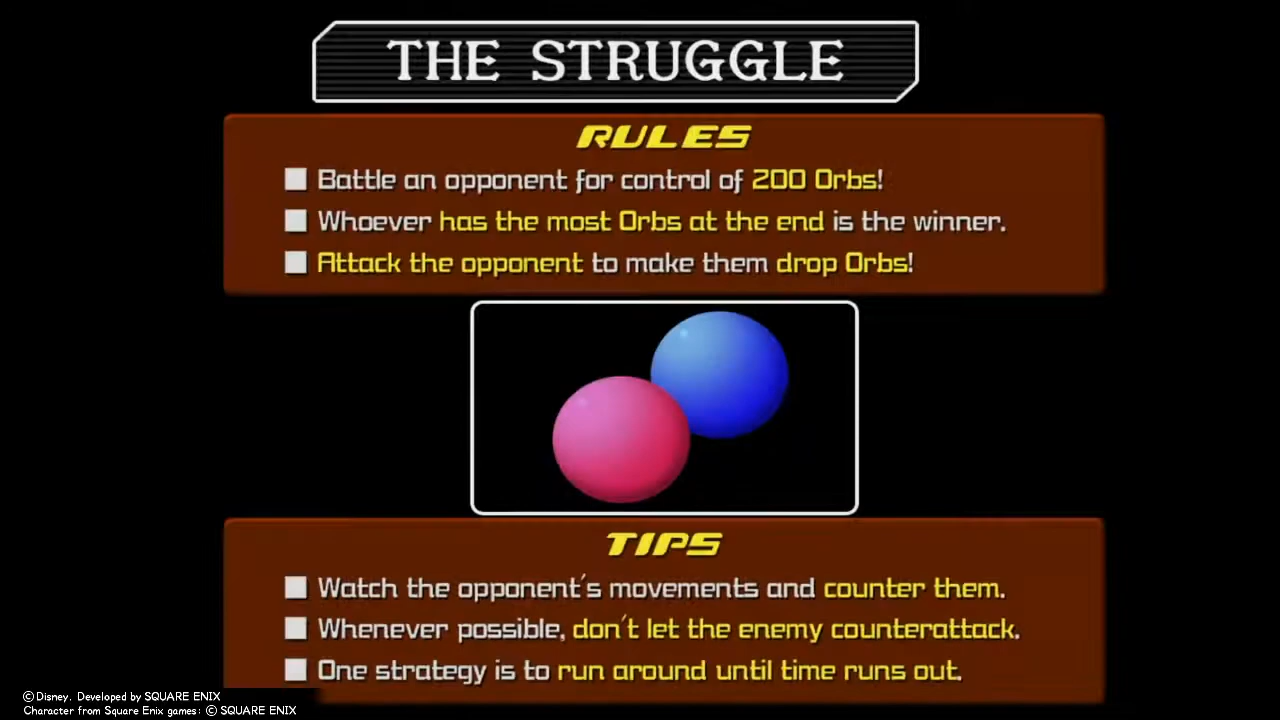 THE STRUGGLE
RULES
Battle an opponent for control of 200 Orbs!
Whoever has the most Orbs at the end is the winner.
Attack the opponent to make them drop Orbs!
TIPS
Watch the opponent's movements and counter them.
Whenever possible, don't let the enemy counterattack.
One strategy is to run around until time runs out.
©Disney. Developed by SQUARE ENIX
Character from Square Enix games: © SQUARE ENIX